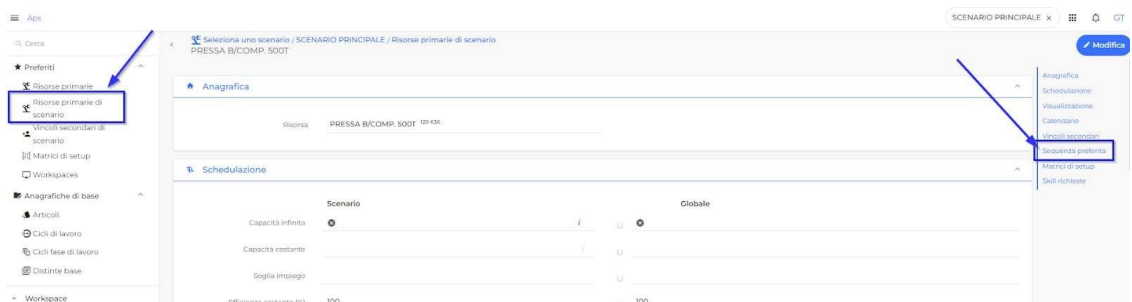 Aps
SCENARIO PRINCIPALE ×
GT
Cerca
Seleziona uno scenario / SCENARIO PRINCIPALE / Risorse primarie di scenario
PRESSA B/COMP. 500T
Modifica
Preferiti
Risorse primarie
Risorse primarie di
scenario
Vincoli secondari di
scenario
Matrici di setup
Workspaces
Anagrafiche di base
Articoli
Cicli di lavoro
Cicli fase di lavoro
Distinte base
Workspace
Anagrafica
Risorsa
PRESSA B/COMP. 500T
Schedulazione
Scenario
Globale
Capacità infinita
Capacità costante
Soglia impiego
Efficienza costante (%)
100
100
Anagrafica
Schedulazione
Visualizzazione
Calendario
Vincoli secondari
Sequenza preferita
Matrici di setup
Skill richieste